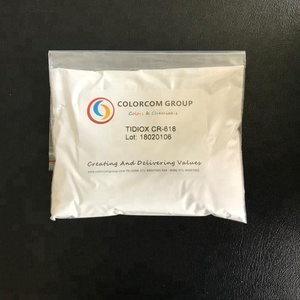 COLORCOM GROUP
Colors & Chemicals
TIDIOX CR-618
Lot: 18020106
Creating And Delivering Values